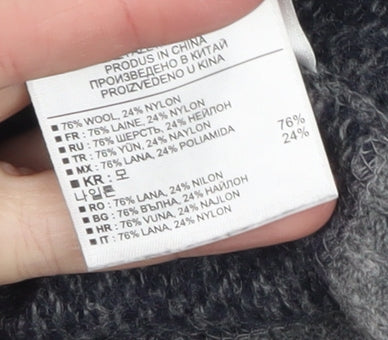 PRODUS IN CHINA
ПРОИЗВЕДЕНО В КИТАЙ
PROIZVEDENO U KINA
■ 76% WOOL, 24% NYLON
■ FR : 76% LAINE, 24% NYLON
■ RU : 76% ШЕРСТЬ, 24% НЕЙЛОН
■ TR : 76% YÜN, 24% NAYLON
■ MX : 76% LANA, 24% POLIAMIDA
■ KR : 모 76%
나일론 24%
■ RO : 76% LANA, 24% NILON
■ BG : 76% ВЪЛНА, 24% НАЙЛОН
■ HR : 76% VUNA, 24% NAJLON
■ IT : 76% LANA, 24% NYLON